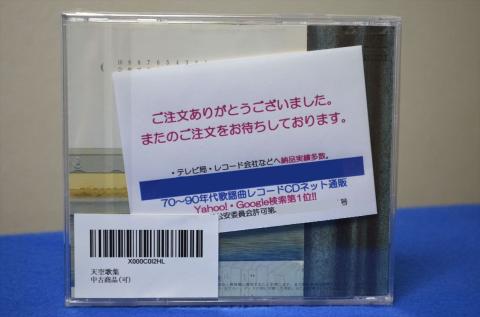 ご注文ありがとうございました。
またのご注文をお待ちしております。
・テレビ局・レコード会社などへ納品実績多数。
70～90年代歌謡曲レコードCDネット通販
Yahoo!・Google検索第1位!!
公安委員会許可第
号
X000C0I2HL
天空歌集
中古商品(可)